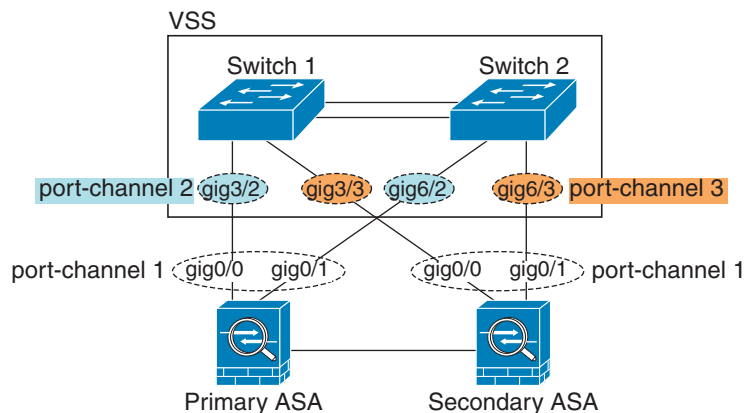 VSS
Switch 1
Switch 2
port-channel 2
gig3/2
gig3/3
gig6/2
gig6/3
port-channel 3
port-channel 1
gig0/0
gig0/1
gig0/0
gig0/1
port-channel 1
Primary ASA
Secondary ASA